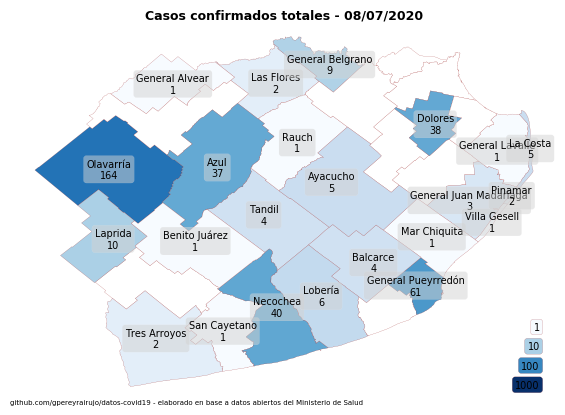 Casos confirmados totales - 08/07/2020
General Belgrano
9
General Alvear
1
Las Flores
2
Dolores
38
Rauch
1
General Lavalle
1
La Costa
5
Olavarría
164
Azul
37
Ayacucho
5
General Juan Madariaga
3
Pinamar
2
Tandil
4
Villa Gesell
1
Laprida
10
Benito Juárez
1
Mar Chiquita
1
Balcarce
4
General Pueyrredón
61
Lobería
6
Necochea
40
San Cayetano
1
Tres Arroyos
2
1
10
100
1000
github.com/gpereyrairujo/datos-covid19 - elaborado en base a datos abiertos del Ministerio de Salud